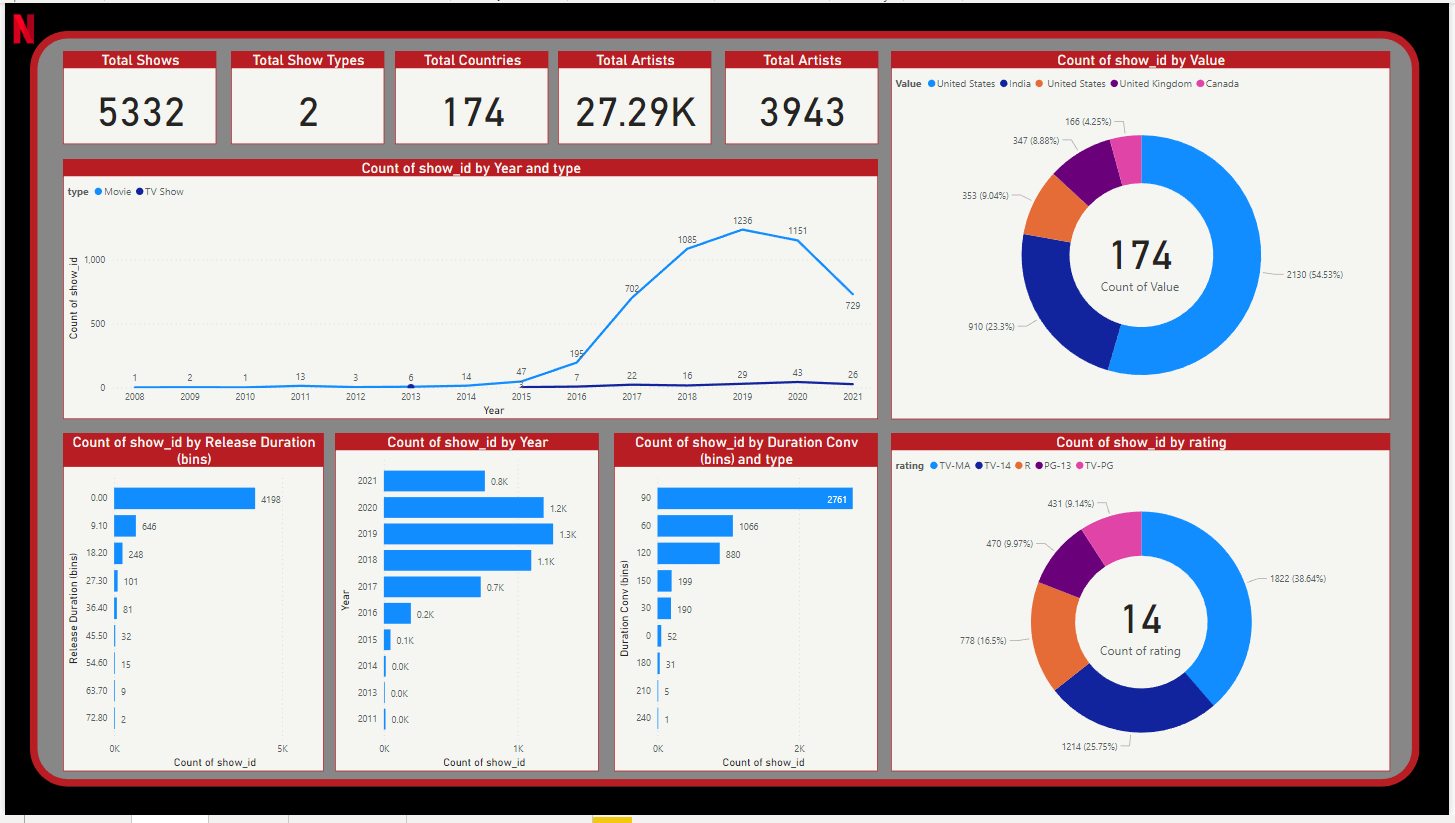 N
Total Shows
5332
Total Show Types
2
Total Countries
174
Total Artists
27.29K
Total Artists
3943
Count of show_id by Value
Value United States India United States United Kingdom Canada
166 (4.25%)
347 (8.88%)
353 (9.04%)
910 (23.3%)
2130 (54.53%)
174
Count of Value
Count of show_id by Year and type
type Movie TV Show
Count of show_id
1,000
500
0
1 2 1 13 3 6 14 47 195 702 1085 1236 1151 729
3 7 22 16 29 43 26
2008 2009 2010 2011 2012 2013 2014 2015 2016 2017 2018 2019 2020 2021
Year
Count of show_id by Release Duration
(bins)
Release Duration (bins)
0.00 4198
9.10 646
18.20 248
27.30 101
36.40 81
45.50 32
54.60 15
63.70 9
72.80 2
0K 5K
Count of show_id
Count of show_id by Year
Year
2021 0.8K
2020 1.2K
2019 1.3K
2018 1.1K
2017 0.7K
2016 0.2K
2015 0.1K
2014 0.0K
2013 0.0K
2011 0.0K
0K 1K
Count of show_id
Count of show_id by Duration Conv
(bins) and type
Duration Conv (bins)
90 2761
60 1066
120 880
150 199
30 190
0 52
180 31
210 5
240 1
0K 2K
Count of show_id
Count of show_id by rating
rating TV-MA TV-14 R PG-13 TV-PG
431 (9.14%)
470 (9.97%)
778 (16.5%)
1214 (25.75%)
1822 (38.64%)
14
Count of rating